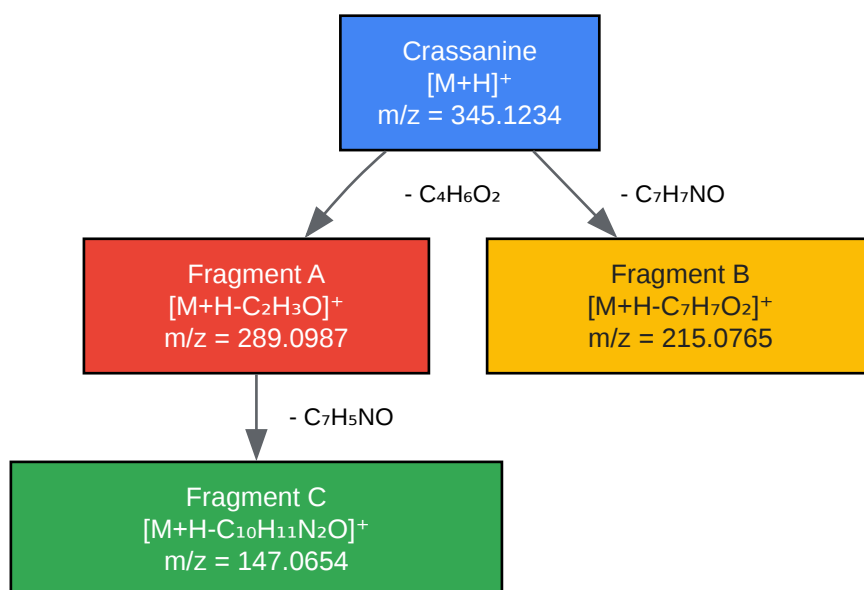 Crassanine
[M+H]⁺
m/z = 345.1234
- C₄H₆O₂
- C₇H₇NO
Fragment A
[M+H-C₂H₃O]⁺
m/z = 289.0987
Fragment B
[M+H-C₇H₇O₂]⁺
m/z = 215.0765
- C₇H₅NO
Fragment C
[M+H-C₁₀H₁₁N₂O]⁺
m/z = 147.0654